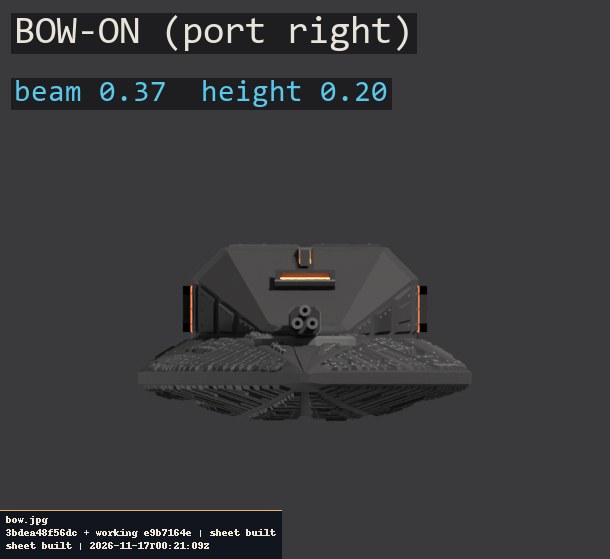 BOW-ON (port right)
beam 0.37  height 0.20
bow.jpg
3bdea48f56dc + working e9b7164e | sheet built
sheet built | 2026-11-17T00:21:09z